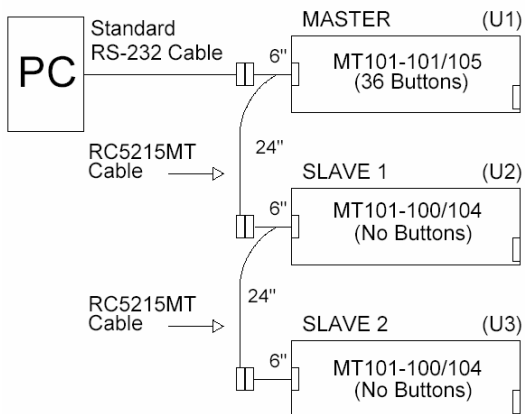 PC
Standard
RS-232 Cable
MASTER (U1)
6"
MT101-101/105
(36 Buttons)
RC5215MT
Cable
24"
SLAVE 1 (U2)
6"
MT101-100/104
(No Buttons)
RC5215MT
Cable
24"
SLAVE 2 (U3)
6"
MT101-100/104
(No Buttons)